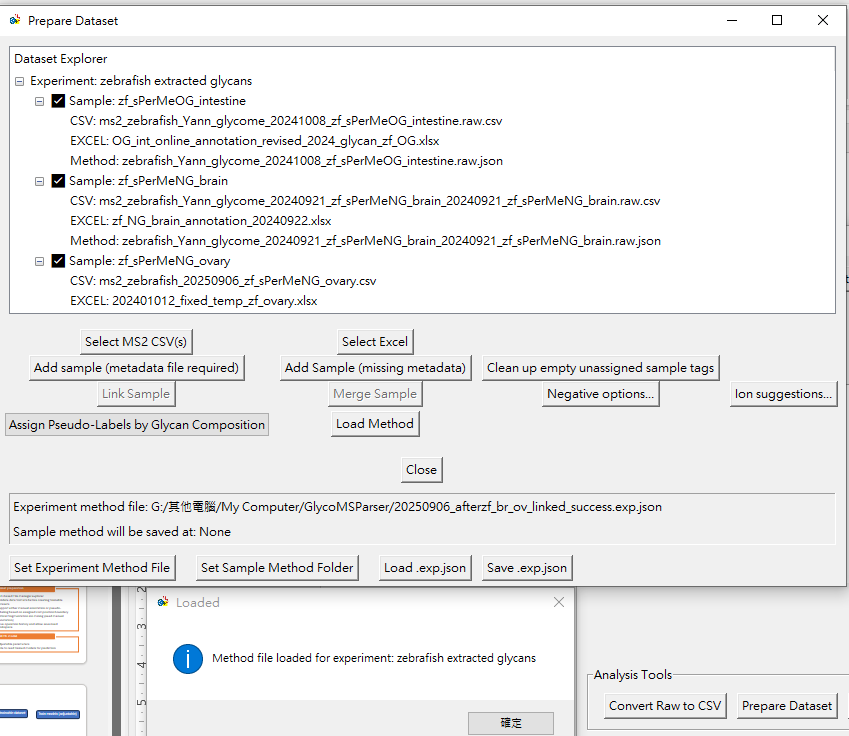 Prepare Dataset
Dataset Explorer
Experiment: zebrafish extracted glycans
Sample: zf_sPerMeOG_intestine
CSV: ms2_zebrafish_Yann_glycome_20241008_zf_sPerMeOG_intestine.raw.csv
EXCEL: OG_int_online_annotation_revised_2024_glycan_zf_OG.xlsx
Method: zebrafish_Yann_glycome_20241008_zf_sPerMeOG_intestine.raw.json
Sample: zf_sPerMeNG_brain
CSV: ms2_zebrafish_Yann_glycome_20240921_zf_sPerMeNG_brain_20240921_zf_sPerMeNG_brain.raw.csv
EXCEL: zf_NG_brain_annotation_20240922.xlsx
Method: zebrafish_Yann_glycome_20240921_zf_sPerMeNG_brain_20240921_zf_sPerMeNG_brain.raw.json
Sample: zf_sPerMeNG_ovary
CSV: ms2_zebrafish_20250906_zf_sPerMeNG_ovary.csv
EXCEL: 202401012_fixed_temp_zf_ovary.xlsx
Select MS2 CSV(s) Select Excel
Add sample (metadata file required) Add Sample (missing metadata) Clean up empty unassigned sample tags
Link Sample Merge Sample Negative options... Ion suggestions...
Assign Pseudo-Labels by Glycan Composition Load Method
Close
Experiment method file: G:/其他電腦/My Computer/GlycoMSParser/20250906_afterzf_br_ov_linked_success.exp.json
Sample method will be saved at: None
Set Experiment Method File Set Sample Method Folder Load .exp.json Save .exp.json
Loaded
Method file loaded for experiment: zebrafish extracted glycans
確定
2
3
4
5
Analysis Tools
Convert Raw to CSV Prepare Dataset